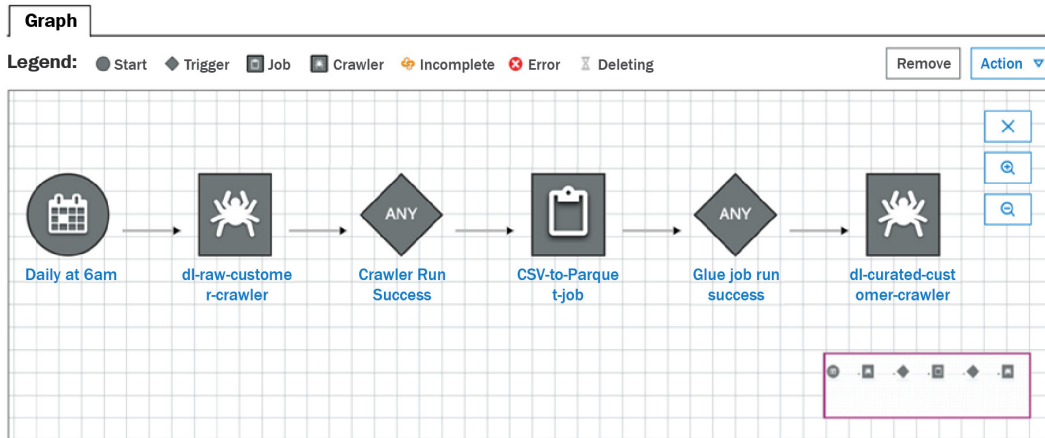 Graph
Legend: Start Trigger Job Crawler Incomplete Error Deleting
Remove Action
ANY ANY
Daily at 6am dl-raw-custome Crawler Run CSV-to-Parque Glue job run dl-curated-cust
r-crawler Success t-job success omer-crawler